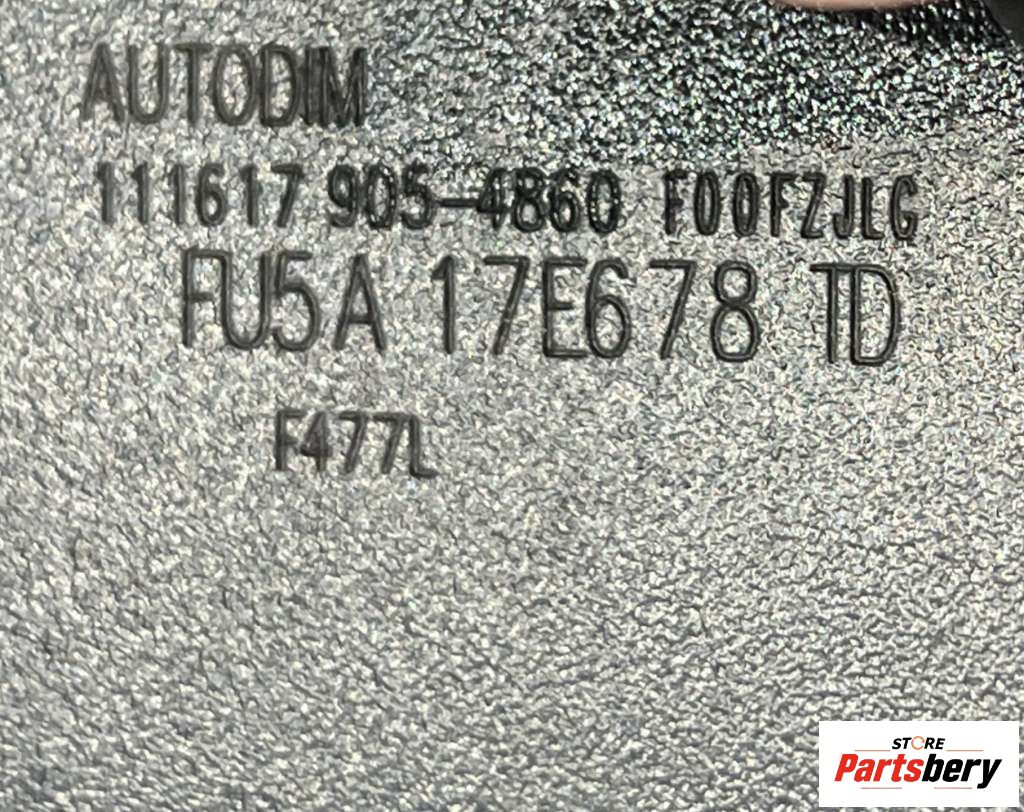 AUTODIM
111617 905-4860 F00FZJLG
FU5A 17E678 TD
F477L
STORE
Partsbery